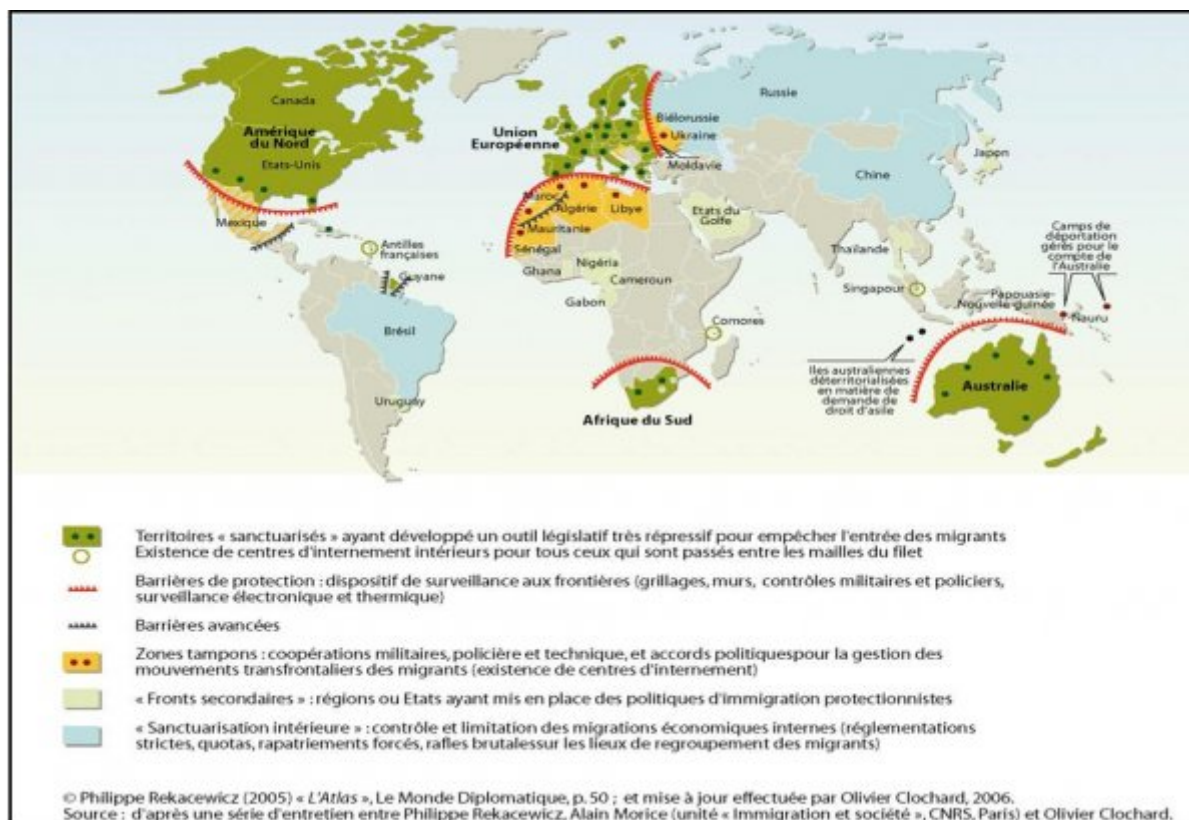 Canada
Amérique
du Nord
Etats-Unis
Mexique
Antilles
françaises
Guyane
Brésil
Uruguay
Union
Européenne
Biélorussie
Ukraine
Moldavie
Russie
Chine
Japon
Maroc
Algérie
Libye
Mauritanie
Sénégal
Ghana
Nigéria
Cameroun
Gabon
Comores
Etats du
Golfe
Thaïlande
Singapour
Papouasie-
Nouvelle guinée
Nauru
Camps de
déportation
gérés pour le
compte de
l'Australie
Iles australiennes
déterritorialisées
en matière de
demande de
droit d'asile
Australie
Afrique du Sud
Territoires « sanctuarisés » ayant développé un outil législatif très répressif pour empêcher l'entrée des migrants
Existence de centres d'internement intérieurs pour tous ceux qui sont passés entre les mailles du filet
Barrières de protection : dispositif de surveillance aux frontières (grillages, murs, contrôles militaires et policiers,
surveillance électronique et thermique)
Barrières avancées
Zones tampons : coopérations militaires, policière et technique, et accords politiquespour la gestion des
mouvements transfrontaliers des migrants (existence de centres d'internement)
« Fronts secondaires » : régions ou Etats ayant mis en place des politiques d'immigration protectionnistes
« Sanctuarisation intérieure » : contrôle et limitation des migrations économiques internes (réglementations
strictes, quotas, rapatriements forcés, rafles brutalessur les lieux de regroupement des migrants)
© Philippe Rekacewicz (2005) « L'Atlas », Le Monde Diplomatique, p. 50 ; et mise à jour effectuée par Olivier Clochard, 2006.
Source : d'après une série d'entretien entre Philippe Rekacewicz, Alain Morice (unité « Immigration et société », CNRS, Paris) et Olivier Clochard.